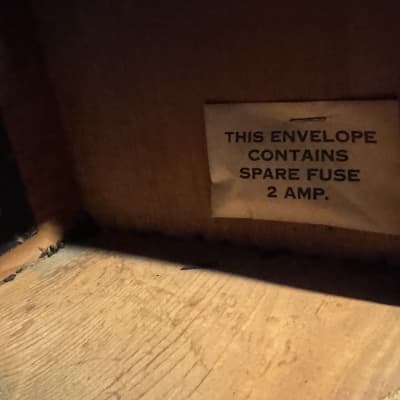 THIS ENVELOPE
CONTAINS
SPARE FUSE
2 AMP.